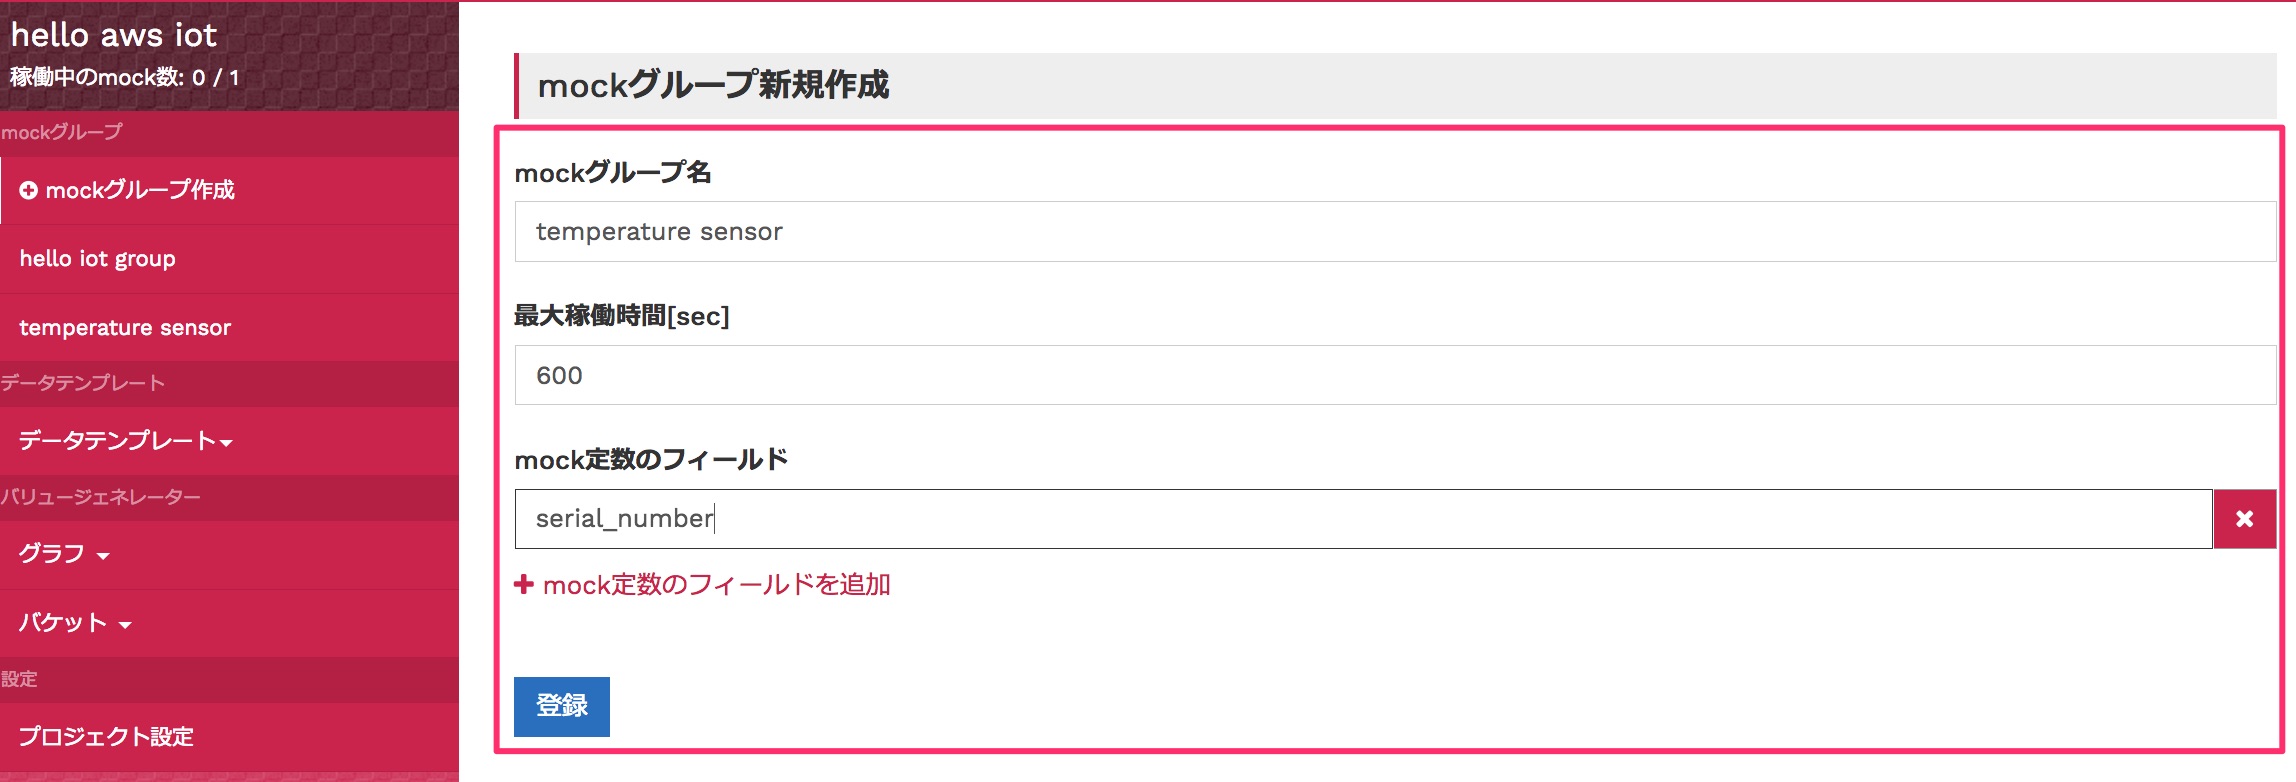 hello aws iot
稼働中のmock数: 0 / 1
mockグループ
mockグループ作成
hello iot group
temperature sensor
データテンプレート
データテンプレート
バリュージェネレーター
グラフ
バケット
設定
プロジェクト設定
mockグループ新規作成
mockグループ名
temperature sensor
最大稼働時間[sec]
600
mock定数のフィールド
serial_number
mock定数のフィールドを追加
登録